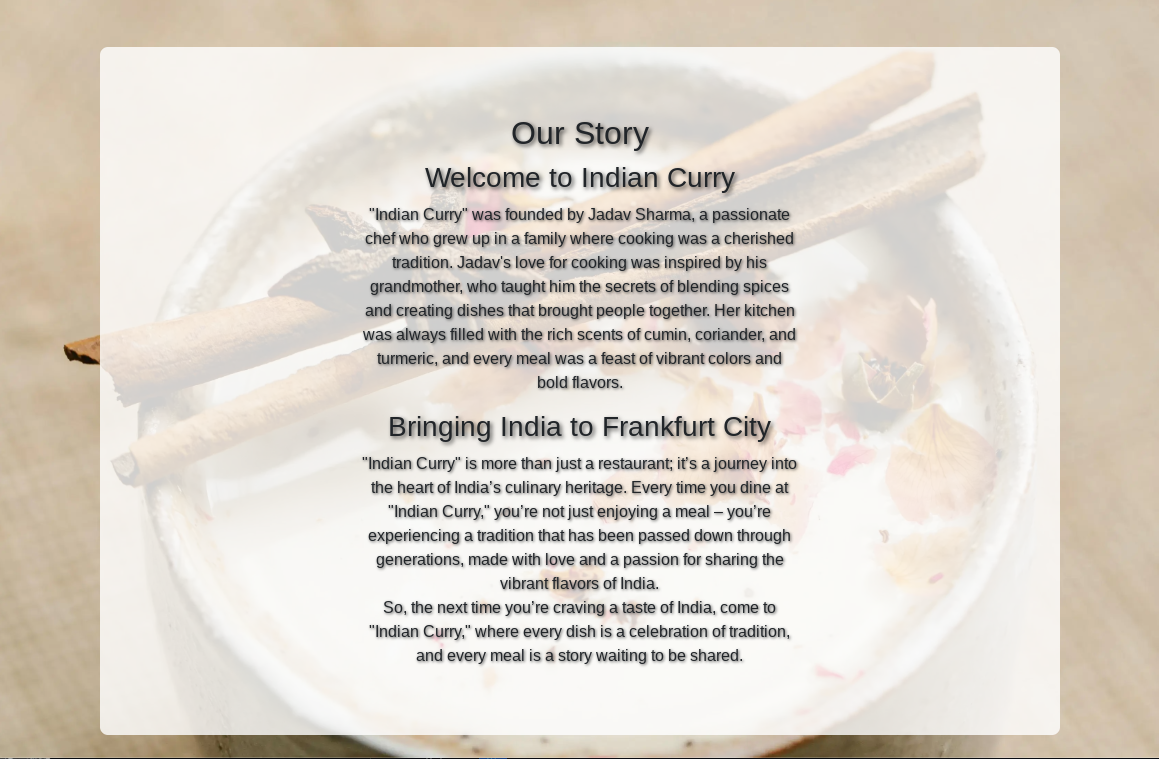 Our Story
Welcome to Indian Curry
"Indian Curry" was founded by Jadav Sharma, a passionate
chef who grew up in a family where cooking was a cherished
tradition. Jadav's love for cooking was inspired by his
grandmother, who taught him the secrets of blending spices
and creating dishes that brought people together. Her kitchen
was always filled with the rich scents of cumin, coriander, and
turmeric, and every meal was a feast of vibrant colors and
bold flavors.
Bringing India to Frankfurt City
"Indian Curry" is more than just a restaurant; it’s a journey into
the heart of India’s culinary heritage. Every time you dine at
"Indian Curry," you’re not just enjoying a meal – you’re
experiencing a tradition that has been passed down through
generations, made with love and a passion for sharing the
vibrant flavors of India.
So, the next time you’re craving a taste of India, come to
"Indian Curry," where every dish is a celebration of tradition,
and every meal is a story waiting to be shared.